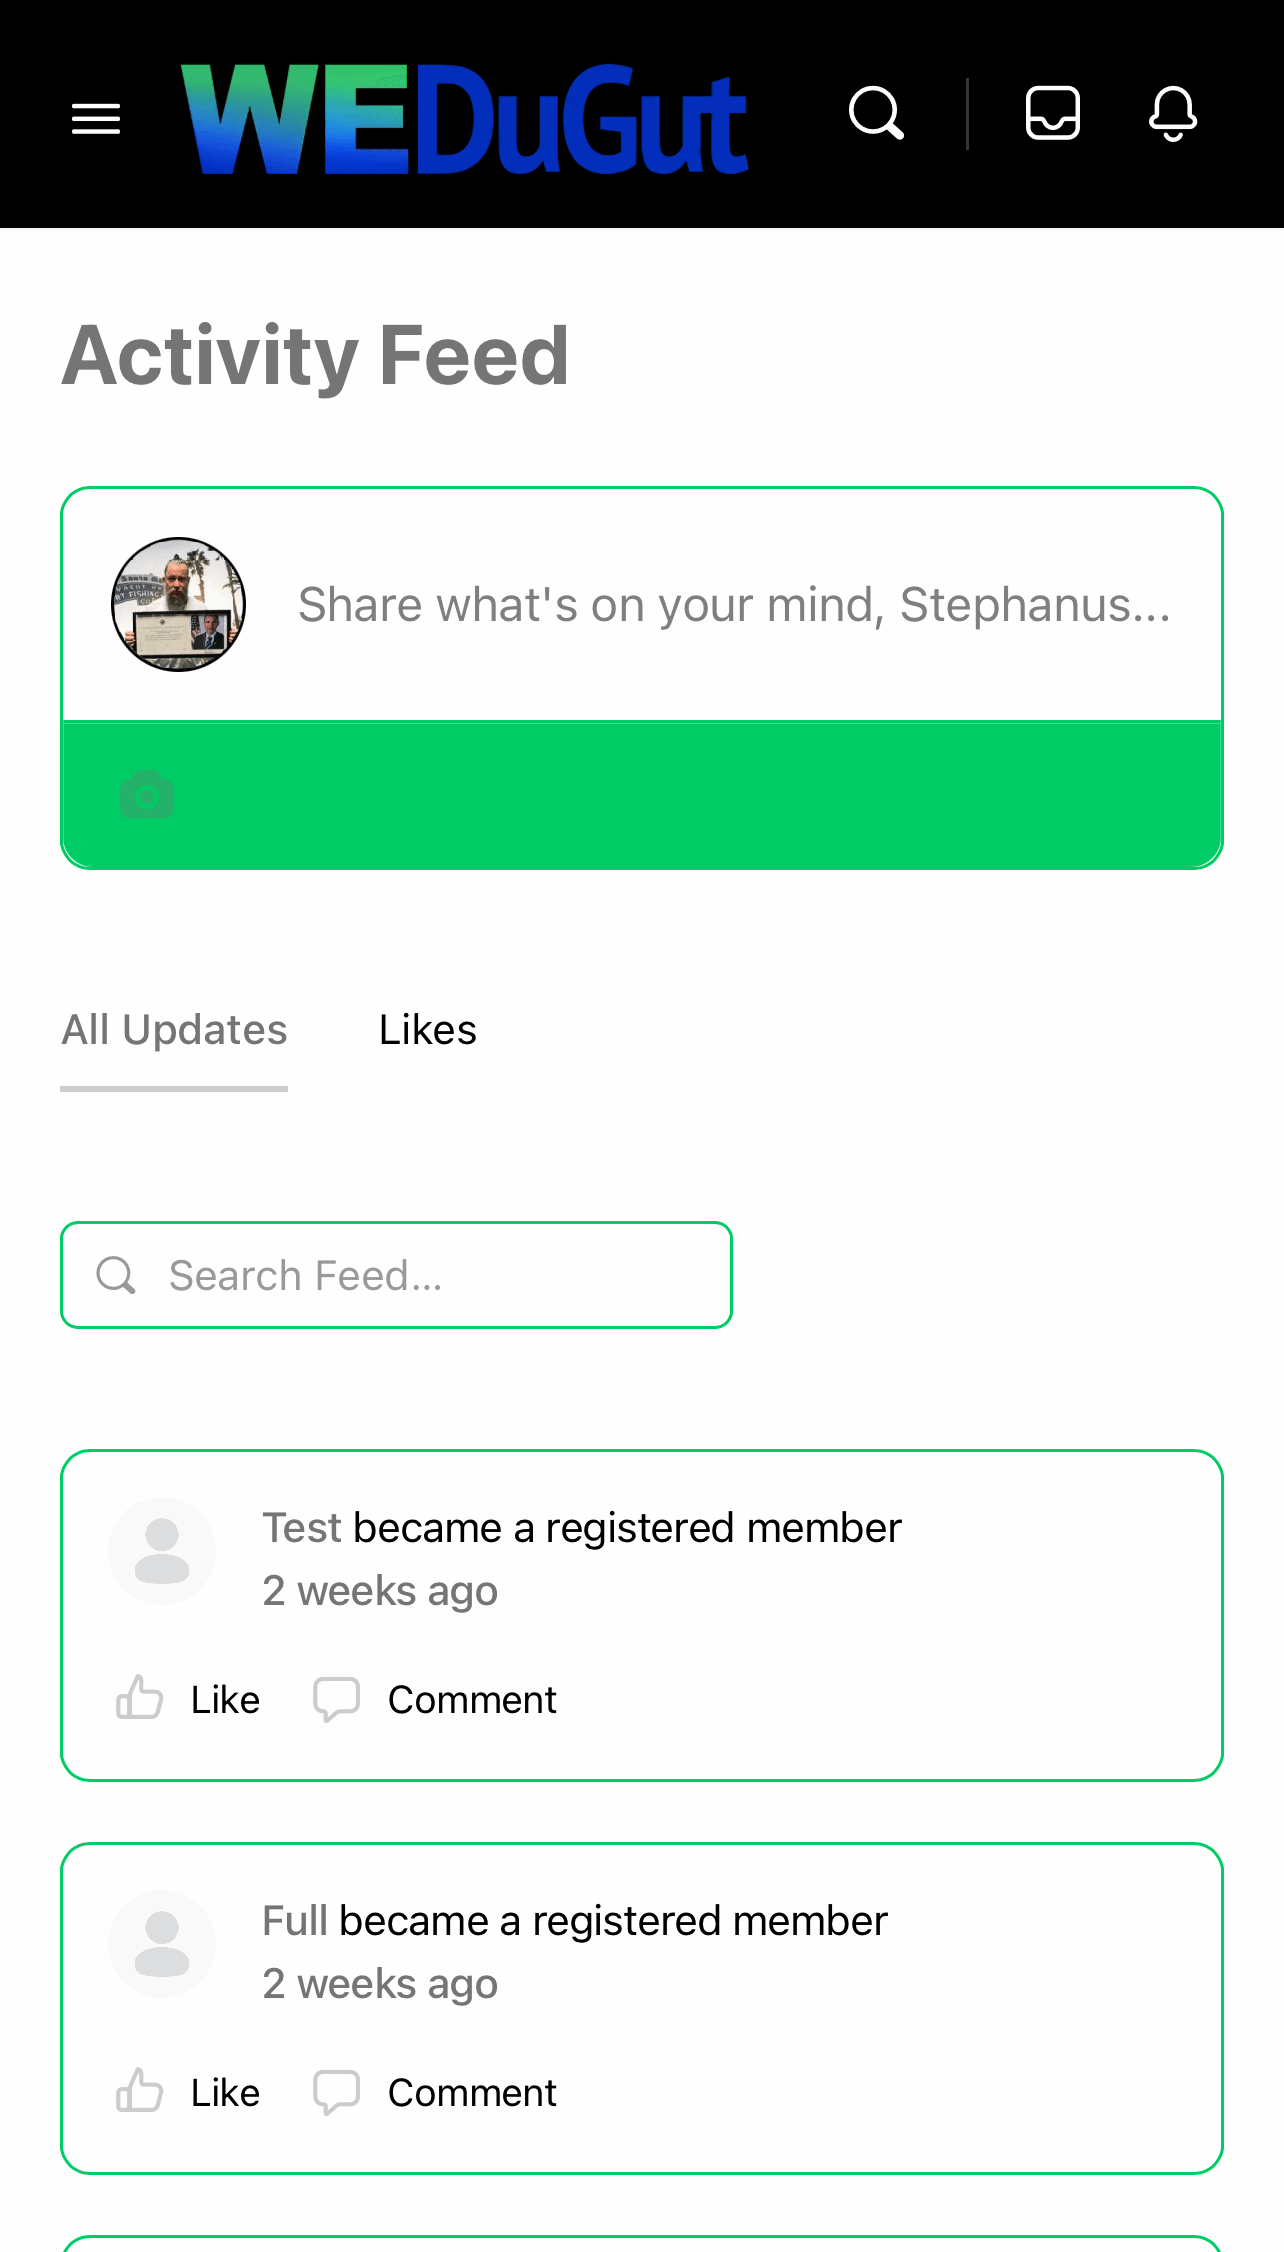 WEDuGut
Activity Feed
Share what's on your mind, Stephanus...
All Updates
Likes
Search Feed...
Test became a registered member
2 weeks ago
Like
Comment
Full became a registered member
2 weeks ago
Like
Comment